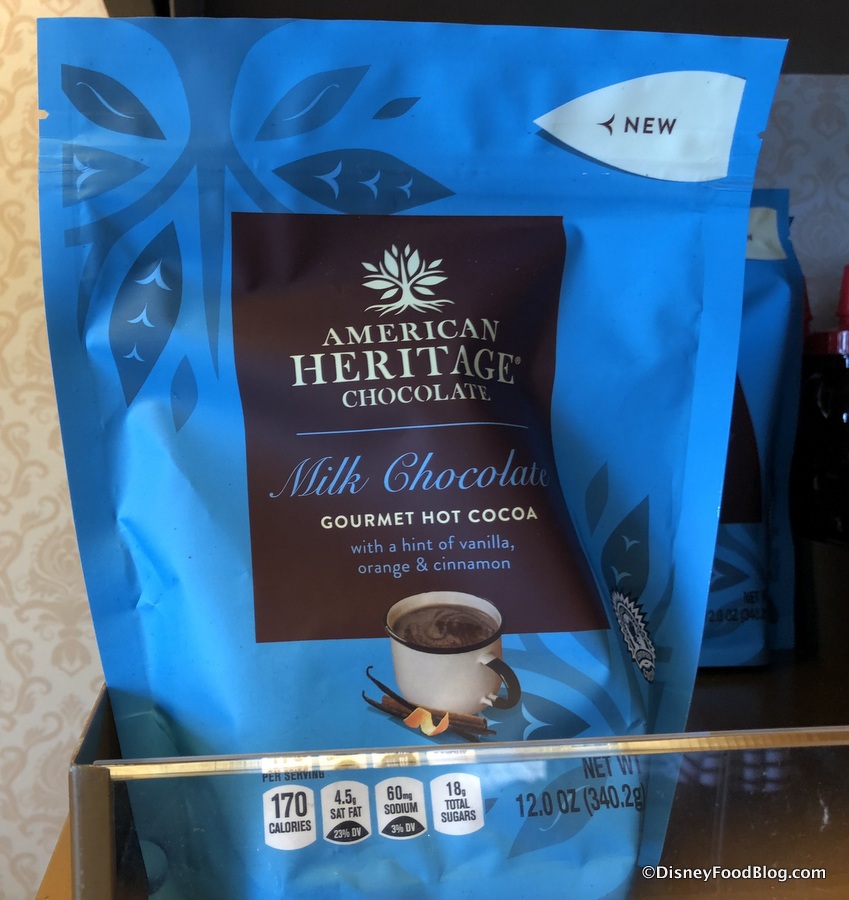 NEW
AMERICAN
HERITAGE®
CHOCOLATE
Milk Chocolate
GOURMET HOT COCOA
with a hint of vanilla,
orange & cinnamon
PER SERVING
170
CALORIES
4.5g
SAT FAT
23% DV
60mg
SODIUM
3% DV
18g
TOTAL
SUGARS
NET WT
12.0 OZ (340.2g)
©DisneyFoodBlog.com